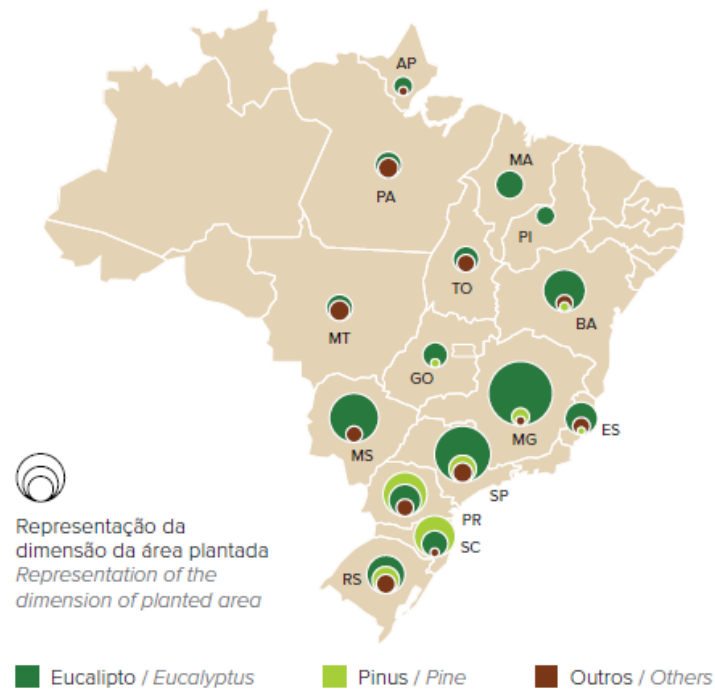 AP
MA
PA
PI
TO
BA
MT
GO
MG
ES
MS
SP
PR
SC
RS
Representação da
dimensão da área plantada
Representation of the
dimension of planted area
Eucalipto / Eucalyptus
Pinus / Pine
Outros / Others